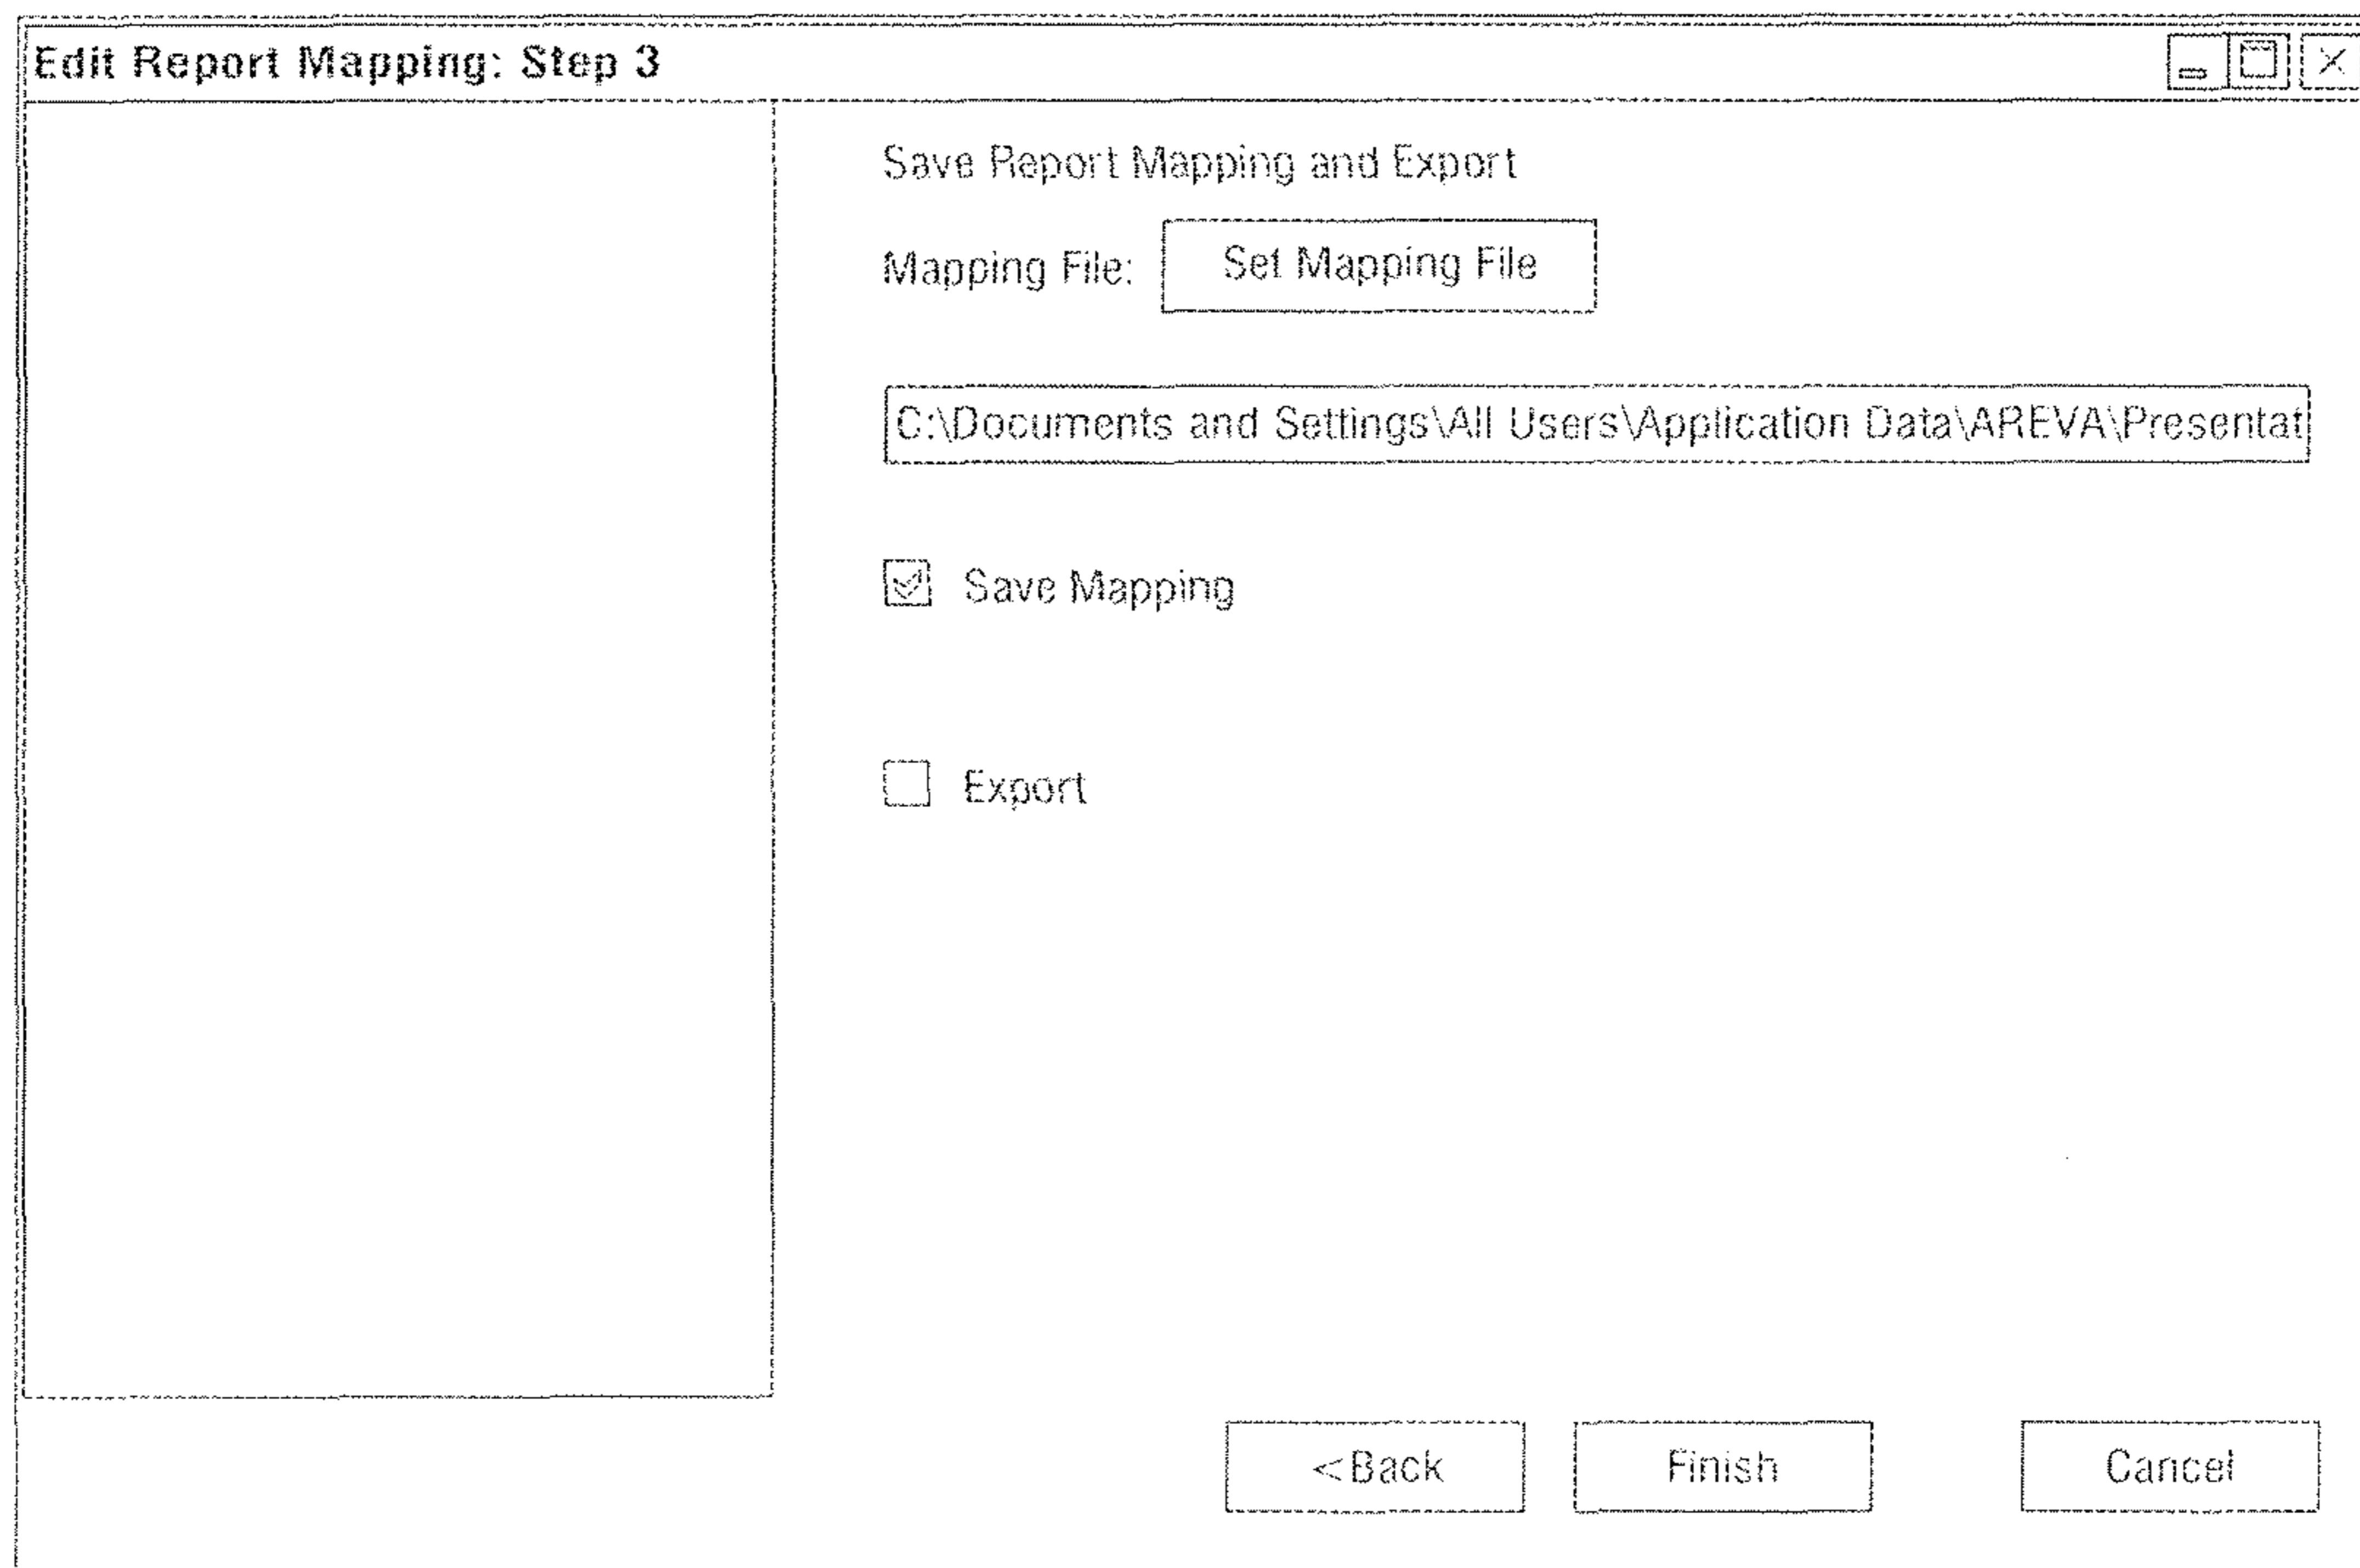 Edit Report Mapping: Step 3
Save Report Mapping and Export
Mapping File: Set Mapping File
C:\Documents and Settings\All Users\Application Data\AREVA\Presentat
Save Mapping
Export
<Back Finish Cancel